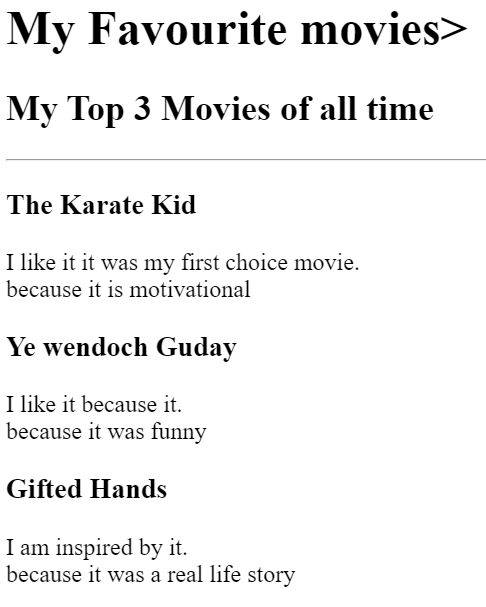 My Favourite movies>
My Top 3 Movies of all time
The Karate Kid
I like it it was my first choice movie.
because it is motivational
Ye wendoch Guday
I like it because it.
because it was funny
Gifted Hands
I am inspired by it.
because it was a real life story